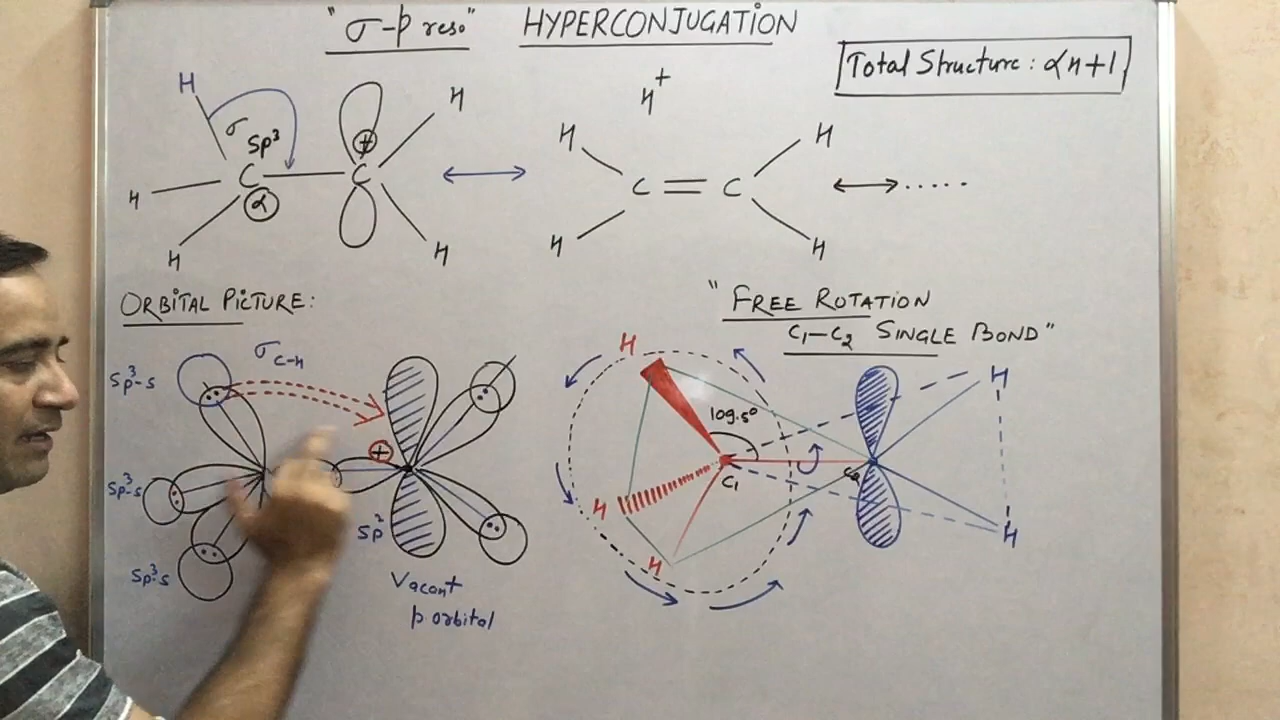 "σ-p reso" HYPERCONJUGATION
Total Structure: αH+1
H
σ
Sp³
C
α
H
H
C
+
H
H
H⁺
H
H
C = C
H
H
.....
ORBITAL PICTURE:
"FREE ROTATION
C₁-C₂ SINGLE BOND"
σ C-H
Sp³-s
Sp³-s
Sp³-s
+
Sp²
Vacant
p orbital
H
109.5°
H
H
C₁
C₂
H
H